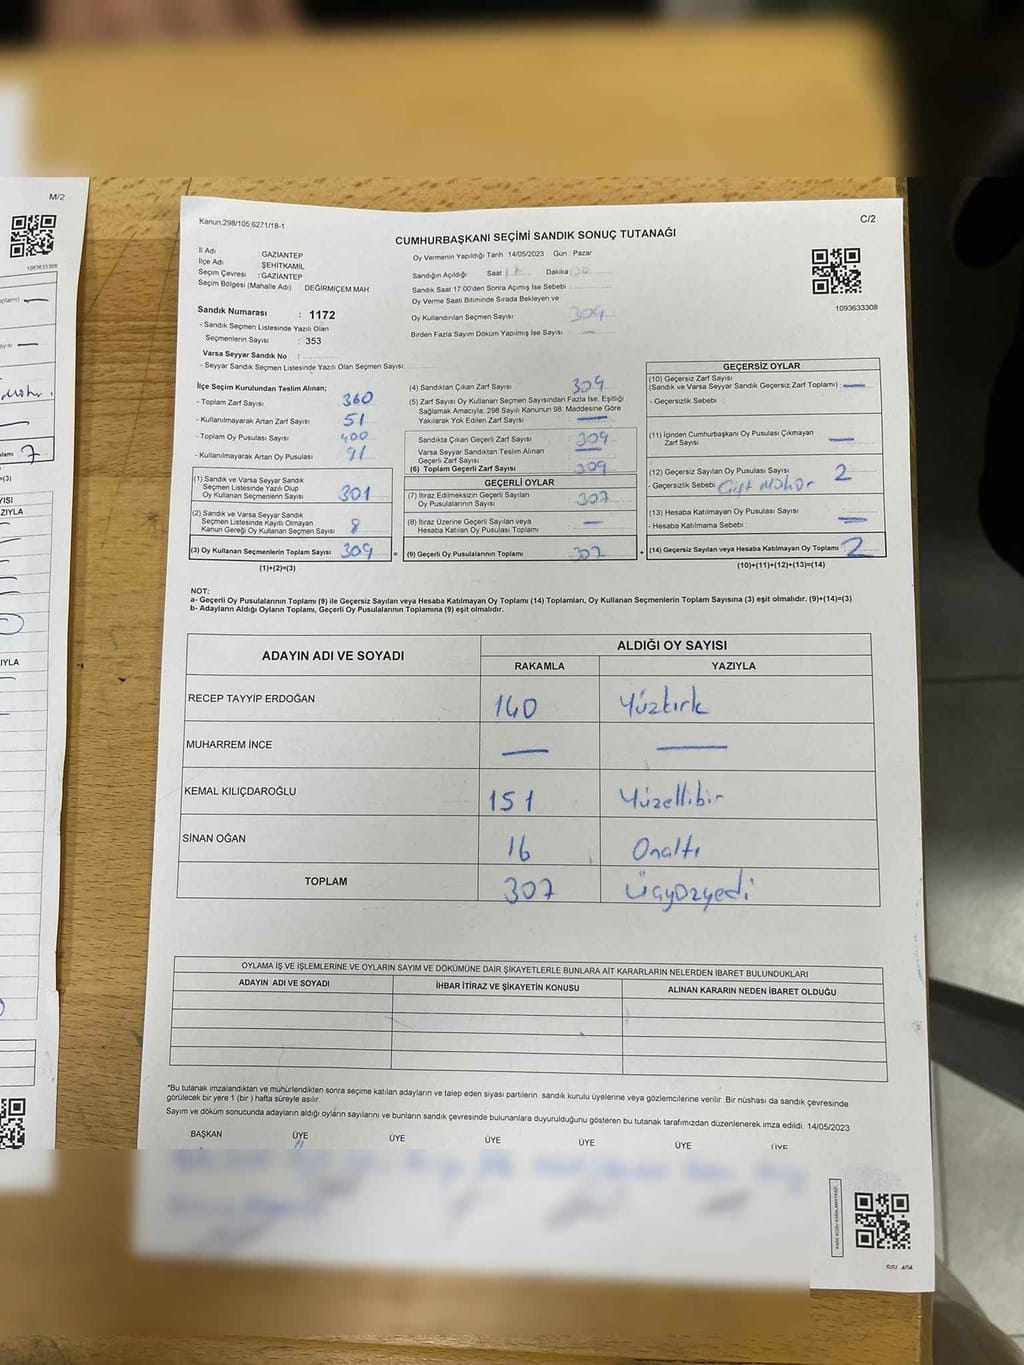 M/2
1093633308
Kanun:298/105 6271/18-1
C/2
CUMHURBAŞKANI SEÇİMİ SANDIK SONUÇ TUTANAĞI
1093633308
İl Adı : GAZİANTEP
İlçe Adı : ŞEHİTKAMİL
Seçim Çevresi : GAZİANTEP
Seçim Bölgesi (Mahalle Adı) : DEĞİRMİÇEM MAH
Sandık Numarası : 1172
- Sandık Seçmen Listesinde Yazılı Olan
Seçmenlerin Sayısı : 353
Varsa Seyyar Sandık No :
- Seyyar Sandık Seçmen Listesinde Yazılı Olan Seçmen Sayısı
Oy Vermenin Yapıldığı Tarih :14/05/2023 Gün : Pazar
Sandığın Açıldığı Saat Dakika
Sandık Saat 17.00'den Sonra Açımış İse Sebebi
Oy Verme Saati Bitiminde Sırada Bekleyen ve
Oy Kullandırılan Seçmen Sayısı : 309
Birden Fazla Sayım Döküm Yapılmış İse Sayısı : —
İlçe Seçim Kurulundan Teslim Alınan;
- Toplam Zarf Sayısı : 360
- Kullanılmayarak Artan Zarf Sayısı : 51
- Toplam Oy Pusulası Sayısı : 400
- Kullanılmayarak Artan Oy Pusulası : 91
(1) Sandık ve Varsa Seyyar Sandık
Seçmen Listesinde Yazılı Olup
Oy Kullanan Seçmenlerin Sayısı : 301
(2) Sandık ve Varsa Seyyar Sandık
Seçmen Listesinde Kayıtlı Olmayan
Kanun Gereği Oy Kullanan Seçmen Sayısı 8
(3) Oy Kullanan Seçmenlerin Toplam Sayısı 309 =
(1)+(2)=(3)
(4) Sandıktan Çıkan Zarf Sayısı : 309
(5) Zarf Sayısı Oy Kullanan Seçmen Sayısından Fazla İse, Eşitliği
Sağlamak Amacıyla, 298 Sayılı Kanunun 98. Maddesine Göre
Yakılarak Yok Edilen Zarf Sayısı : —
Sandıkta Çıkan Geçerli Zarf Sayısı : 309
Varsa Seyyar Sandıktan Teslim Alınan
Geçerli Zarf Sayısı : —
(6) Toplam Geçerli Zarf Sayısı : 309
GEÇERLİ OYLAR
(7) İtiraz Edilmeksizin Geçerli Sayılan
Oy Pusulalarının Sayısı : 307
(8) İtiraz Üzerine Geçerli Sayılan veya
Hesaba Katılan Oy Pusulası Toplamı : —
(9) Geçerli Oy Pusulalarının Toplamı : 307 +
GEÇERSİZ OYLAR
(10) Geçersiz Zarf Sayısı
(Sandık ve Varsa Seyyar Sandık Geçersiz Zarf Toplamı) : —
- Geçersizlik Sebebi :
(11) İçinden Cumhurbaşkanı Oy Pusulası Çıkmayan
Zarf Sayısı : —
(12) Geçersiz Sayılan Oy Pusulası Sayısı : 2
- Geçersizlik Sebebi : Çift Mühür
(13) Hesaba Katılmayan Oy Pusulası Sayısı : —
- Hesaba Katılmama Sebebi :
(14) Geçersiz Sayılan veya Hesaba Katılmayan Oy Toplamı : 2
(10)+(11)+(12)+(13)=(14)
NOT:
a- Geçerli Oy Pusulalarının Toplamı (9) ile Geçersiz Sayılan veya Hesaba Katılmayan Oy Toplamı (14) Toplamları, Oy Kullanan Seçmenlerin Toplam Sayısına (3) eşit olmalıdır. (9)+(14)=(3)
b- Adayların Aldığı Oyların Toplamı, Geçerli Oy Pusulalarının Toplamına (9) eşit olmalıdır.
ADAYIN ADI VE SOYADI
ALDIĞI OY SAYISI
RAKAMLA YAZIYLA
RECEP TAYYİP ERDOĞAN 140 Yüzkırk
MUHARREM İNCE — —
KEMAL KILIÇDAROĞLU 151 Yüzellibir
SİNAN OĞAN 16 Onaltı
TOPLAM 307 Üçyüzyedi
OYLAMA İŞ VE İŞLEMLERİNE VE OYLARIN SAYIM VE DÖKÜMÜNE DAİR ŞİKAYETLERLE BUNLARA AİT KARARLARIN NELERDEN İBARET BULUNDUKLARI
ADAYIN ADI VE SOYADI İHBAR İTİRAZ VE ŞİKAYETİN KONUSU ALINAN KARARIN NEDEN İBARET OLDUĞU
*Bu tutanak imzalandıktan ve mühürlendikten sonra seçime katılan adayların ve talep eden siyasi partilerin sandık kurulu üyelerine veya gözlemcilerine verilir. Bir nüshası da sandık çevresinde
görülecek bir yere 1 (bir ) hafta süreyle asılır.
Sayım ve döküm sonucunda adayların aldığı oyların sayılarını ve bunların sandık çevresinde bulunanlara duyurulduğunu gösteren bu tutanak tarafımızdan düzenlenerek imza edildi. 14/05/2023
BAŞKAN ÜYE ÜYE ÜYE ÜYE ÜYE ÜYE